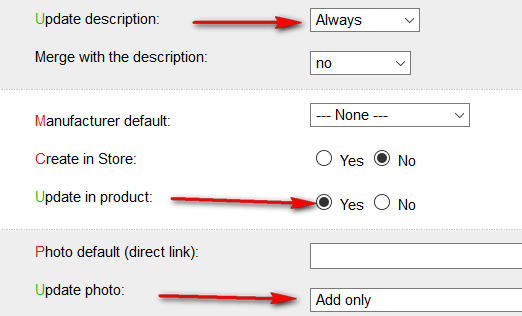 Update description: Always
Merge with the description: no
Manufacturer default: --- None ---
Create in Store: Yes No
Update in product: Yes No
Photo default (direct link):
Update photo: Add only